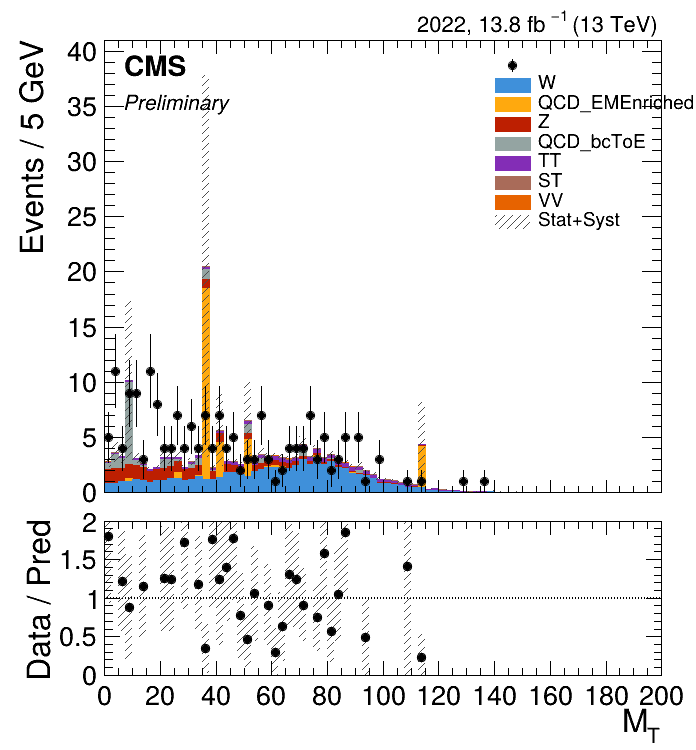 2022, 13.8 fb⁻¹ (13 TeV)
CMS
Preliminary
Events / 5 GeV
40
35
30
25
20
15
10
5
0
W
QCD_EMEnriched
Z
QCD_bcToE
TT
ST
VV
Stat+Syst
Data / Pred
2
1.5
1
0.5
0
0 20 40 60 80 100 120 140 160 180 200
M_T